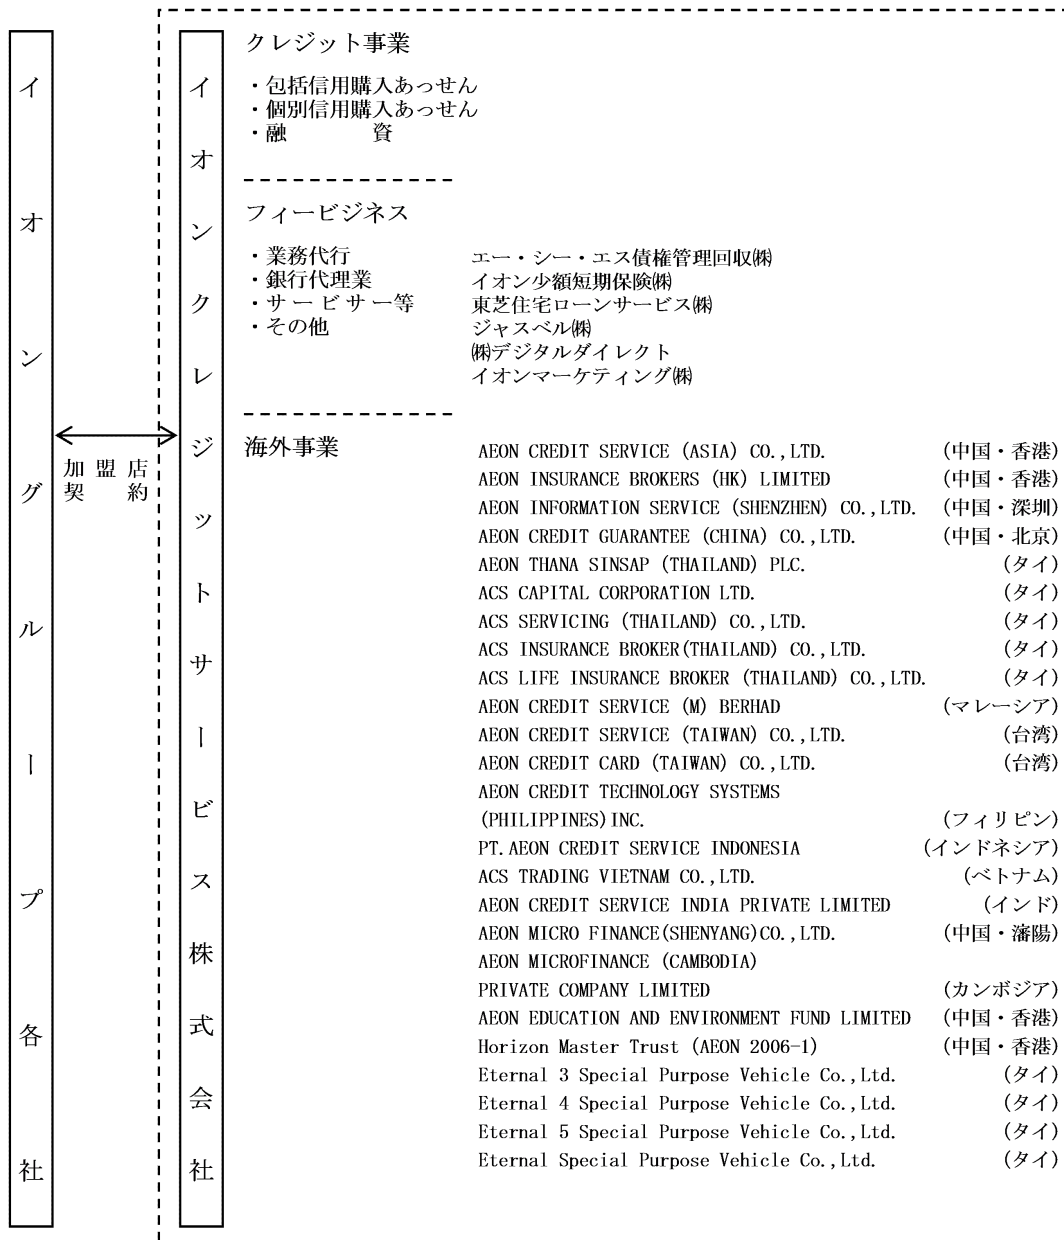 イオングループ各社
加盟店
契約
イオンクレジットサービス株式会社
クレジット事業
・包括信用購入あっせん
・個別信用購入あっせん
・融 資
フィービジネス
・業務代行 エー・シー・エス債権管理回収㈱
・銀行代理業 イオン少額短期保険㈱
・サービサー等 東芝住宅ローンサービス㈱
・その他 ジャスベル㈱
㈱デジタルダイレクト
イオンマーケティング㈱
海外事業 AEON CREDIT SERVICE (ASIA) CO.,LTD. (中国・香港)
AEON INSURANCE BROKERS (HK) LIMITED (中国・香港)
AEON INFORMATION SERVICE (SHENZHEN) CO.,LTD. (中国・深圳)
AEON CREDIT GUARANTEE (CHINA) CO.,LTD. (中国・北京)
AEON THANA SINSAP (THAILAND) PLC. (タイ)
ACS CAPITAL CORPORATION LTD. (タイ)
ACS SERVICING (THAILAND) CO.,LTD. (タイ)
ACS INSURANCE BROKER(THAILAND) CO.,LTD. (タイ)
ACS LIFE INSURANCE BROKER (THAILAND) CO.,LTD. (タイ)
AEON CREDIT SERVICE (M) BERHAD (マレーシア)
AEON CREDIT SERVICE (TAIWAN) CO.,LTD. (台湾)
AEON CREDIT CARD (TAIWAN) CO.,LTD. (台湾)
AEON CREDIT TECHNOLOGY SYSTEMS
(PHILIPPINES)INC. (フィリピン)
PT.AEON CREDIT SERVICE INDONESIA (インドネシア)
ACS TRADING VIETNAM CO.,LTD. (ベトナム)
AEON CREDIT SERVICE INDIA PRIVATE LIMITED (インド)
AEON MICRO FINANCE(SHENYANG)CO.,LTD. (中国・瀋陽)
AEON MICROFINANCE (CAMBODIA)
PRIVATE COMPANY LIMITED (カンボジア)
AEON EDUCATION AND ENVIRONMENT FUND LIMITED (中国・香港)
Horizon Master Trust (AEON 2006-1) (中国・香港)
Eternal 3 Special Purpose Vehicle Co.,Ltd. (タイ)
Eternal 4 Special Purpose Vehicle Co.,Ltd. (タイ)
Eternal 5 Special Purpose Vehicle Co.,Ltd. (タイ)
Eternal Special Purpose Vehicle Co.,Ltd. (タイ)